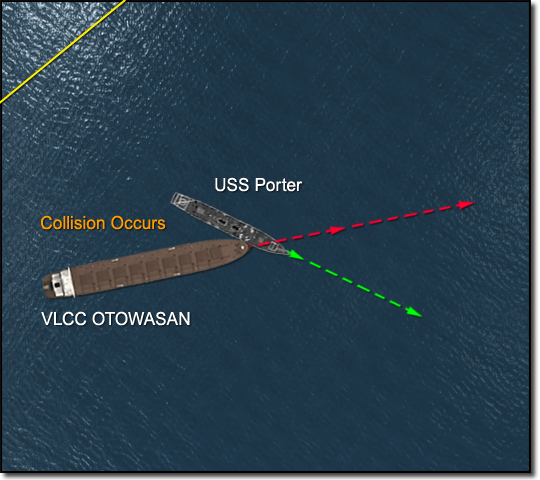 USS Porter
Collision Occurs
VLCC OTOWASAN